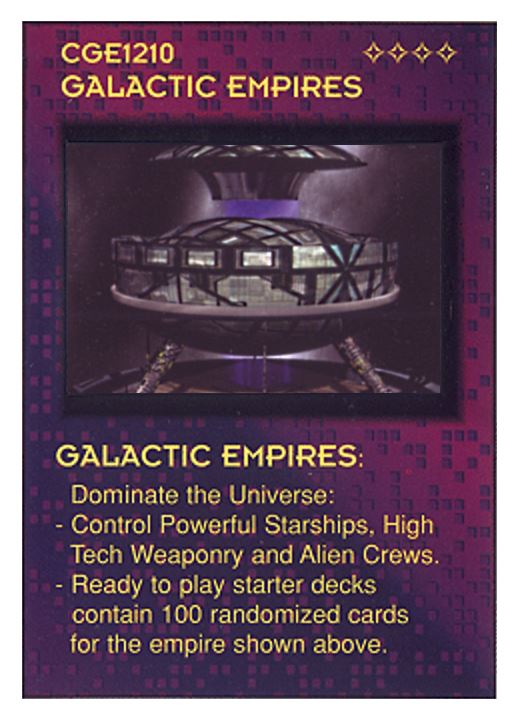 CGE1210
GALACTIC EMPIRES
GALACTIC EMPIRES:
Dominate the Universe:
- Control Powerful Starships, High
Tech Weaponry and Alien Crews.
- Ready to play starter decks
contain 100 randomized cards
for the empire shown above.